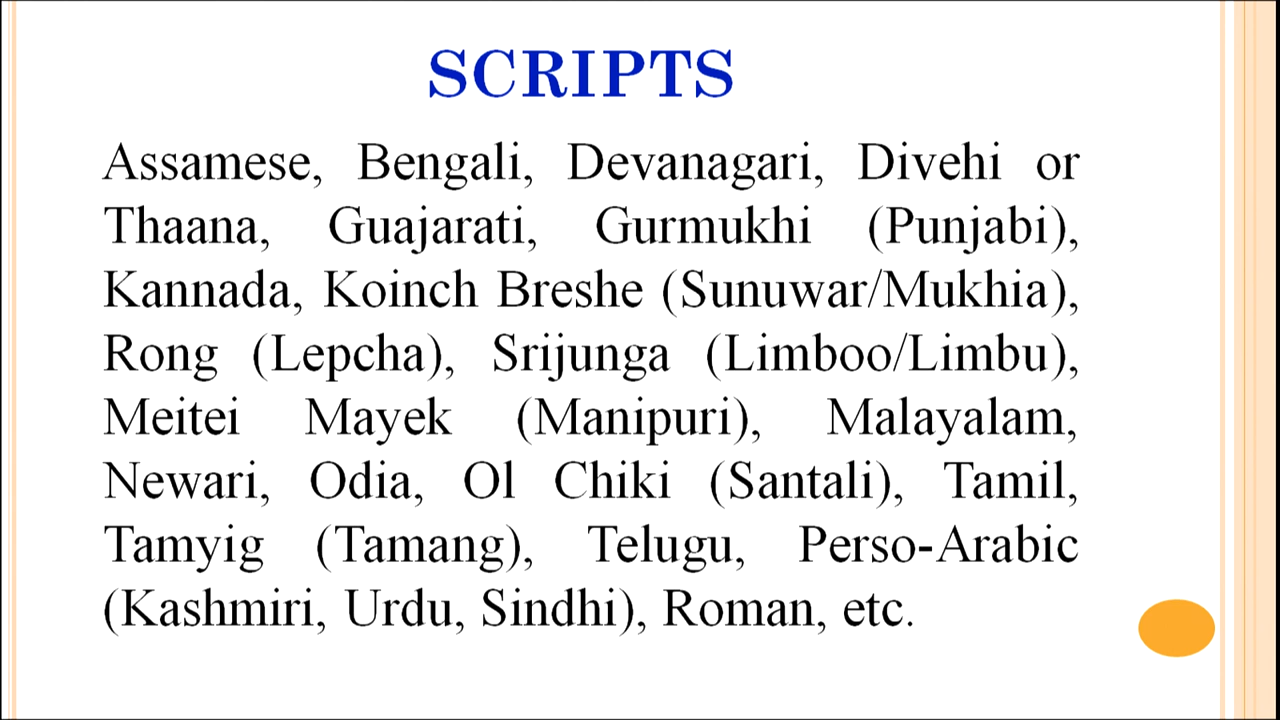 SCRIPTS
Assamese, Bengali, Devanagari, Divehi or
Thaana, Guajarati, Gurmukhi (Punjabi),
Kannada, Koinch Breshe (Sunuwar/Mukhia),
Rong (Lepcha), Srijunga (Limboo/Limbu),
Meitei Mayek (Manipuri), Malayalam,
Newari, Odia, Ol Chiki (Santali), Tamil,
Tamyig (Tamang), Telugu, Perso-Arabic
(Kashmiri, Urdu, Sindhi), Roman, etc.